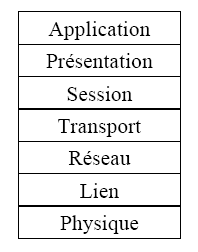 Application
Présentation
Session
Transport
Réseau
Lien
Physique